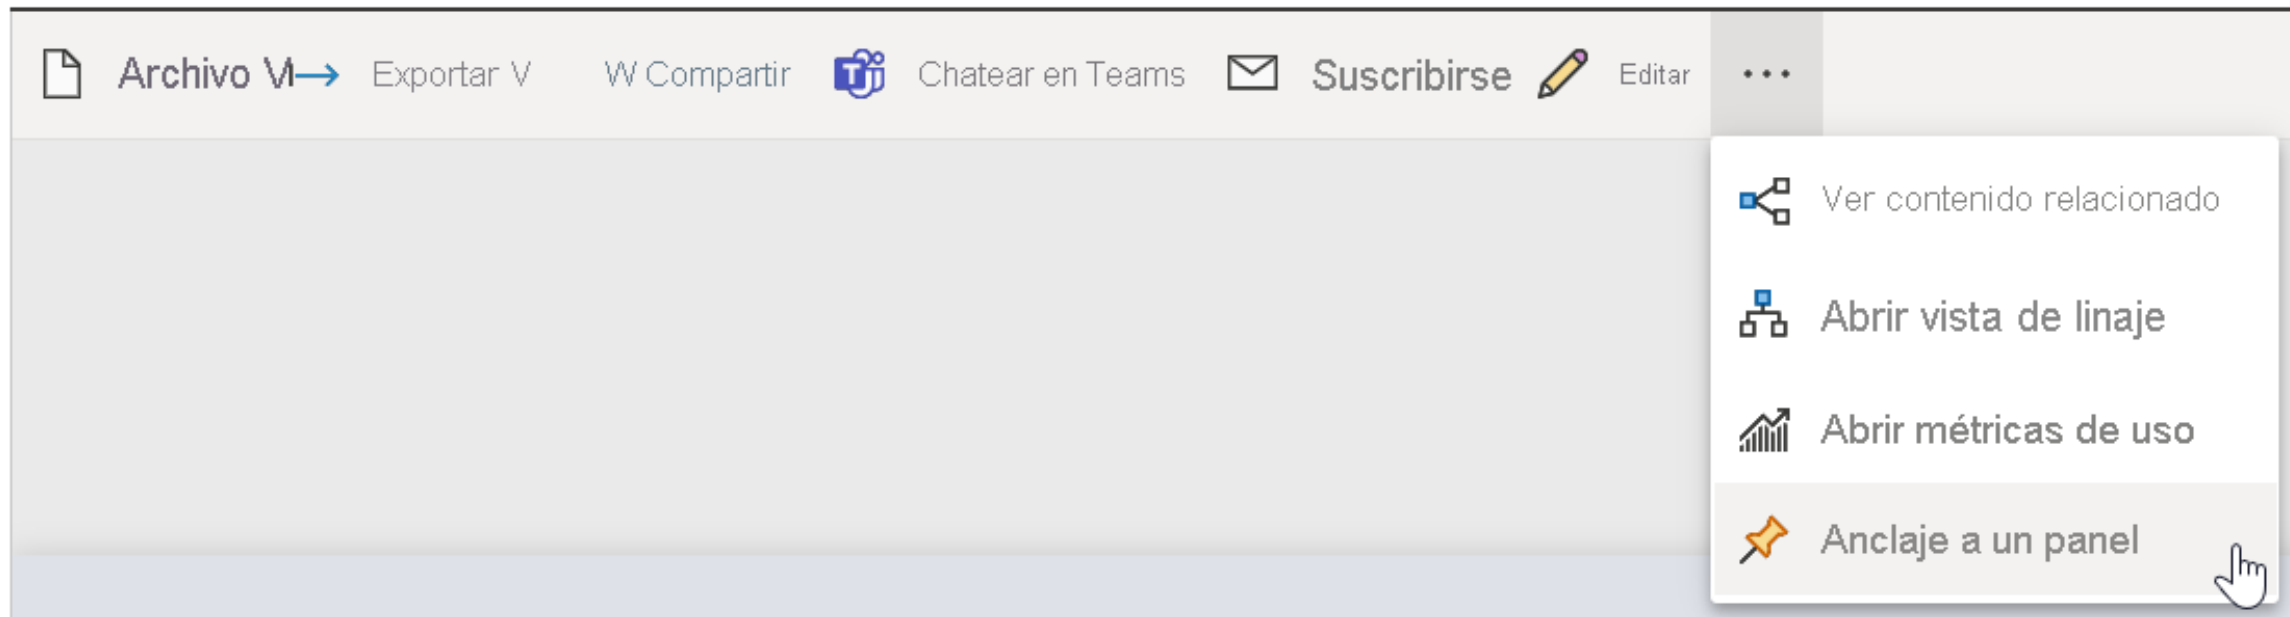 Archivo V Exportar V W Compartir Chatear en Teams Suscribirse Editar ...
Ver contenido relacionado
Abrir vista de linaje
Abrir métricas de uso
Anclaje a un panel